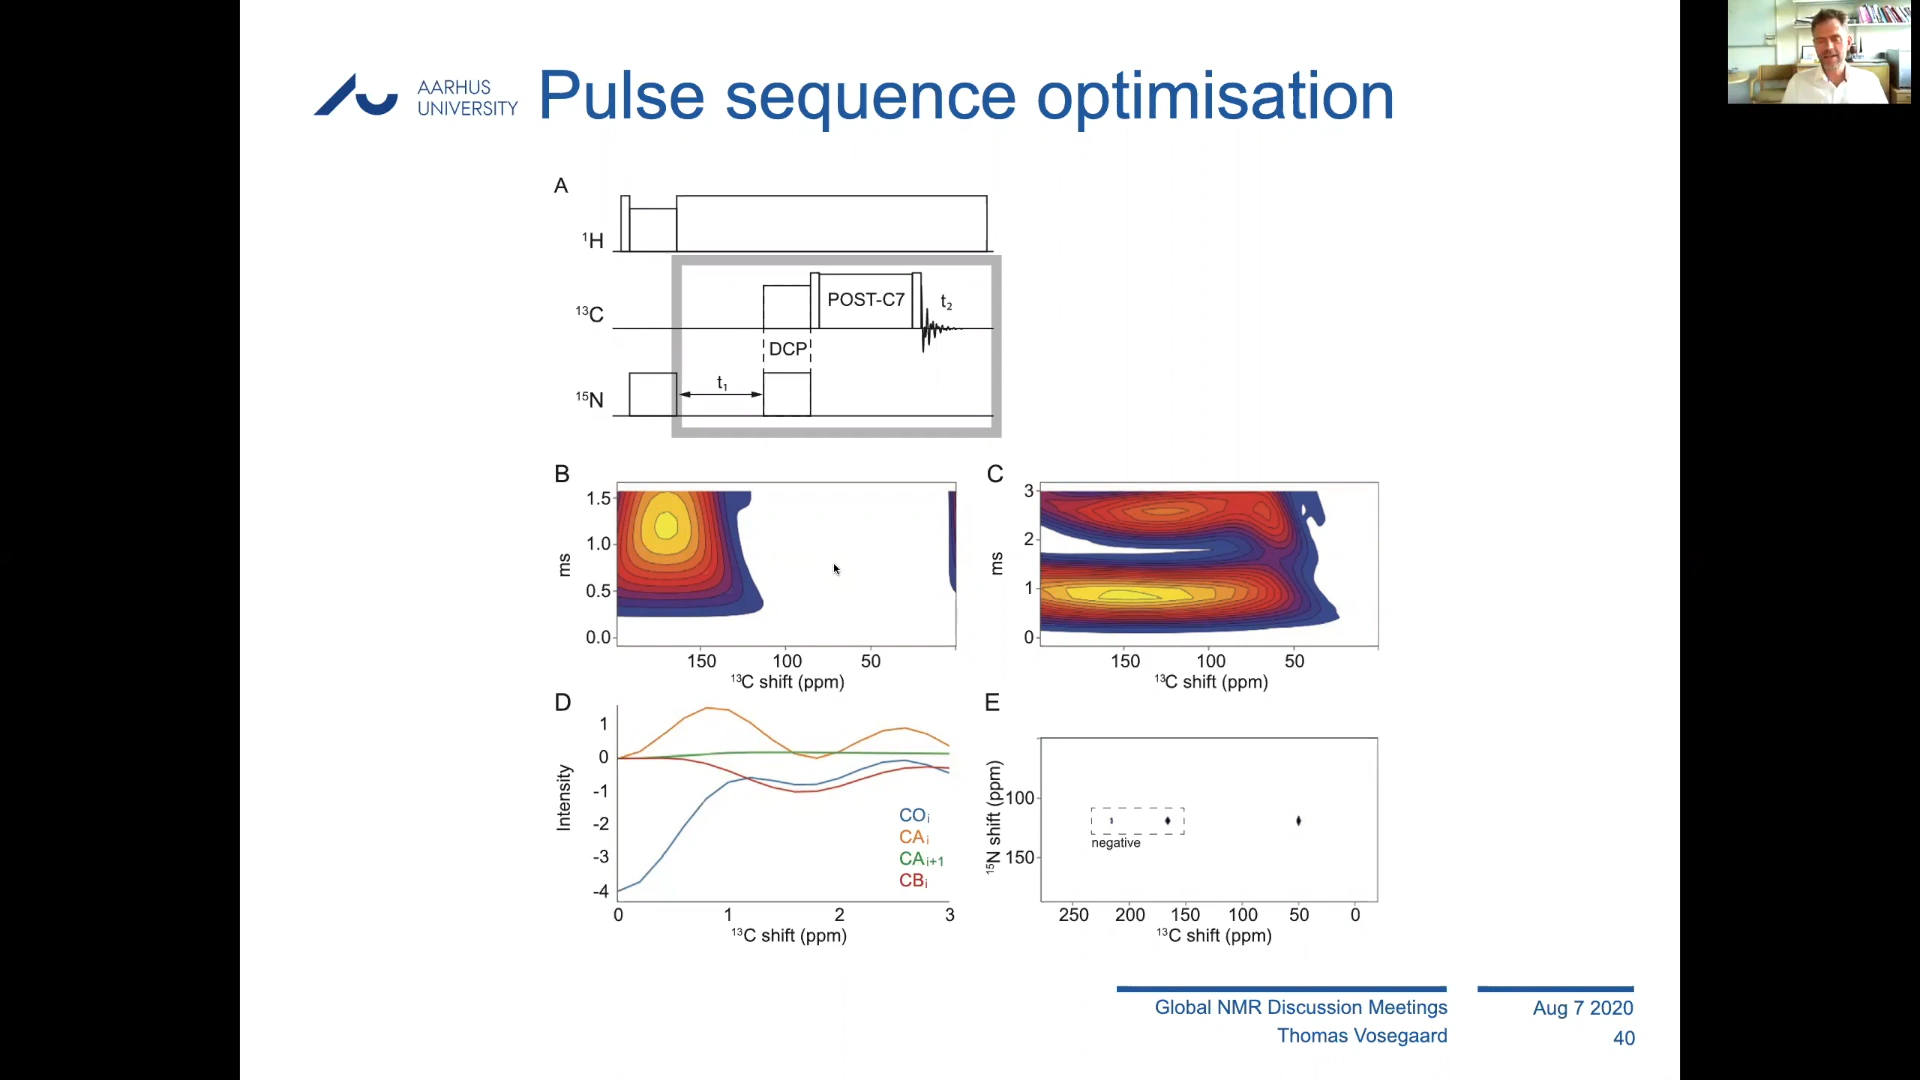 AARHUS
UNIVERSITY
Pulse sequence optimisation
A
¹H
¹³C
POST-C7
t₂
DCP
t₁
¹⁵N
B
1.5
1.0
0.5
0.0
ms
150 100 50
¹³C shift (ppm)
C
3
2
1
0
ms
150 100 50
¹³C shift (ppm)
D
1
0
-1
-2
-3
-4
Intensity
COᵢ
CAᵢ
CAᵢ₊₁
CBᵢ
0 1 2 3
¹³C shift (ppm)
E
100
150
¹⁵N shift (ppm)
negative
250 200 150 100 50 0
¹³C shift (ppm)
Global NMR Discussion Meetings
Thomas Vosegaard
Aug 7 2020
40